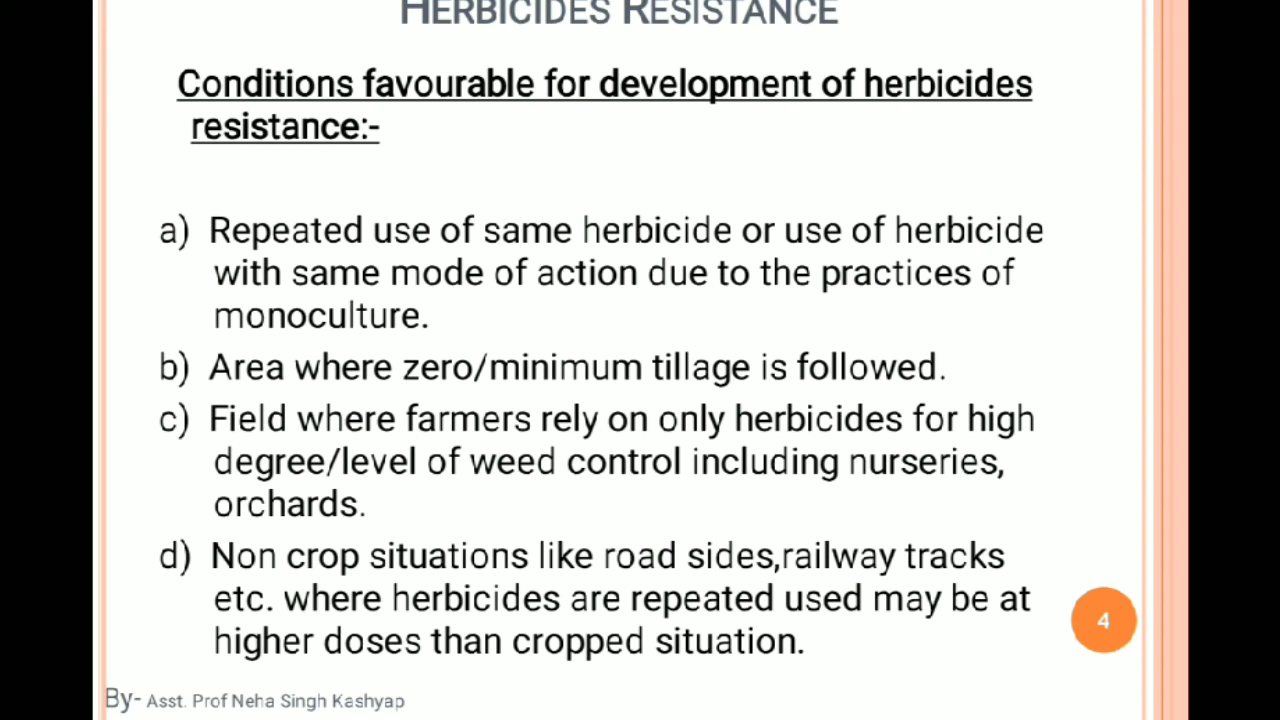 HERBICIDES RESISTANCE
Conditions favourable for development of herbicides
resistance:-
a) Repeated use of same herbicide or use of herbicide
with same mode of action due to the practices of
monoculture.
b) Area where zero/minimum tillage is followed.
c) Field where farmers rely on only herbicides for high
degree/level of weed control including nurseries,
orchards.
d) Non crop situations like road sides,railway tracks
etc. where herbicides are repeated used may be at
higher doses than cropped situation.
4
By- Asst. Prof Neha Singh Kashyap